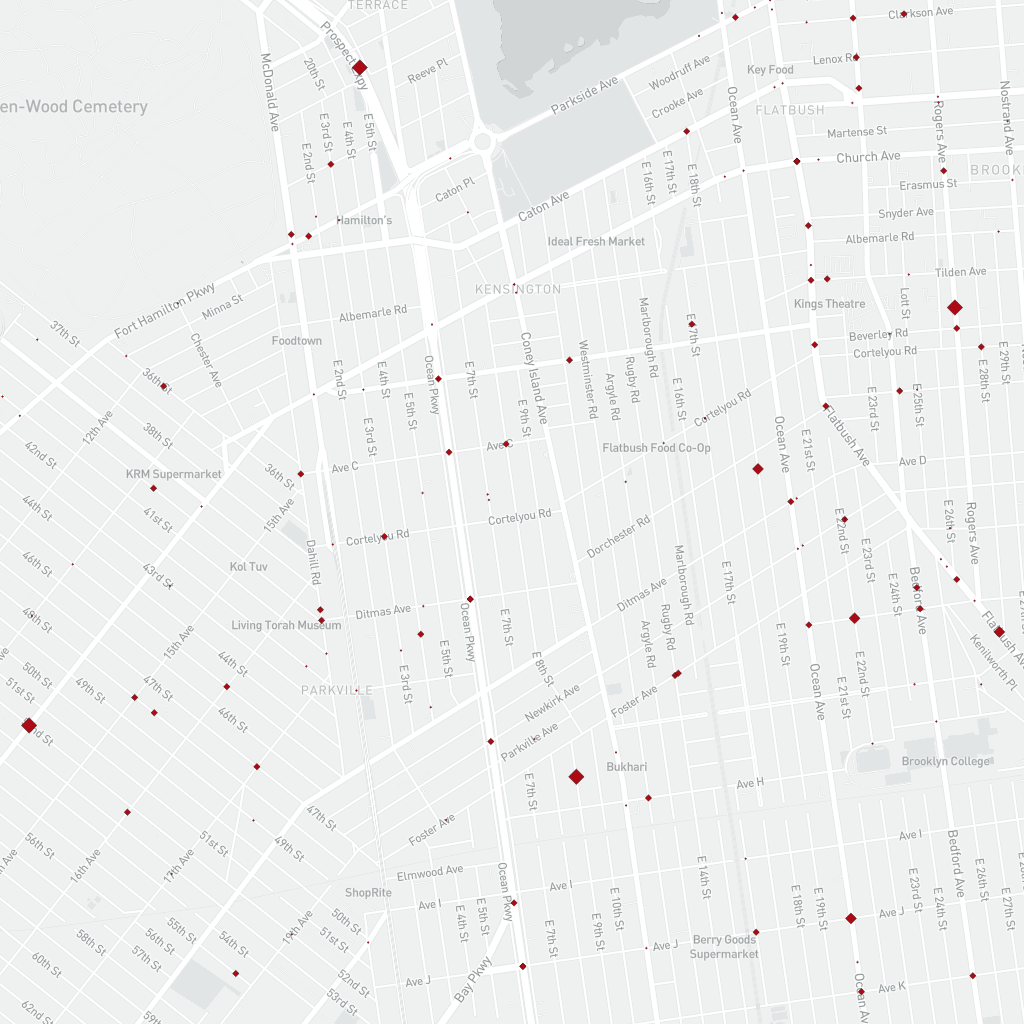 TERRACE
Clarkson Ave
Prospect Expy
McDonald Ave
20th St
Reeve Pl
Woodruff Ave
Key Food
Lenox Rd
Parkside Ave
Crooke Ave
Ocean Ave
FLATBUSH
Nostrand Ave
Rogers Ave
en-Wood Cemetery
E 3rd St
E 4th St
E 5th St
E 2nd St
Martense St
Church Ave
E 16th St
E 17th St
E 18th St
Caton Pl
Caton Ave
Erasmus St
Hamilton's
Snyder Ave
Ideal Fresh Market
Albemarle Rd
KENSINGTON
Tilden Ave
Fort Hamilton Pkwy
Minna St
Kings Theatre
Lott St
Albemarle Rd
Foodtown
Marlborough Rd
E 17th St
Beverley Rd
Cortelyou Rd
37th St
Chester Ave
Coney Island Ave
Westminster Rd
Rugby Rd
Argyle Rd
E 29th St
E 28th St
36th St
E 2nd St
E 4th St
Ocean Pkwy
E 7th St
E 16th St
E 5th St
E 9th St
Cortelyou Rd
E 23rd St
E 25th St
12th Ave
38th St
E 3rd St
Ocean Ave
E 21st St
Flatbush Ave
42nd St
Ave C
Ave C
Flatbush Food Co-Op
Ave D
KRM Supermarket
36th St
44th St
41st St
15th Ave
Cortelyou Rd
Cortelyou Rd
Dorchester Rd
E 22nd St
E 26th St
Rogers Ave
46th St
43rd St
Kol Tuv
Dahill Rd
Marlborough Rd
E 17th St
E 23rd St
E 24th St
Bedford Ave
Ditmas Ave
Ditmas Ave
48th St
Living Torah Museum
Ocean Pkwy
E 7th St
Rugby Rd
Argyle Rd
E 19th St
Flatbush Ave
15th Ave
44th St
E 3rd St
E 5th St
E 8th St
50th St
51st St
49th St
47th St
46th St
PARKVILLE
Newkirk Ave
Foster Ave
Ocean Ave
E 22nd St
E 21st St
Kenilworth Pl
Parkville Ave
Bukhari
Brooklyn College
E 7th St
Ave H
47th St
49th St
Foster Ave
51st St
56th St
16th Ave
17th Ave
Elmwood Ave
Ave I
Bedford Ave
ShopRite
Ocean Pkwy
Ave I
Ave I
E 14th St
E 18th St
E 19th St
E 23rd St
E 24th St
E 26th St
E 27th St
Ave J
E 4th St
E 5th St
E 7th St
E 9th St
E 10th St
Ave J
Berry Goods
Supermarket
58th St
55th St
56th St
57th St
54th St
19th Ave
50th St
51st St
60th St
52nd St
53rd St
Ave J
Bay Pkwy
Ave K
62nd St
59th